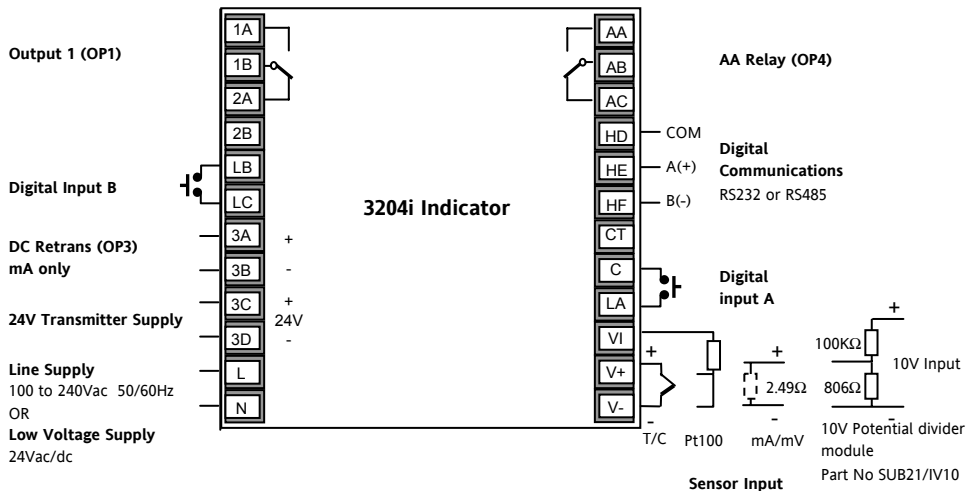 Output 1 (OP1)
Digital Input B
DC Retrans (OP3)
mA only
24V Transmitter Supply
Line Supply
100 to 240Vac 50/60Hz
OR
Low Voltage Supply
24Vac/dc
1A
1B
2A
2B
LB
LC
3A
+
3B
-
3C
+
24V
3D
-
L
N
3204i Indicator
AA
AB
AC
HD
COM
HE
A(+)
HF
B(-)
CT
C
LA
VI
V+
V-
AA Relay (OP4)
Digital
Communications
RS232 or RS485
Digital
input A
+
-
T/C
Pt100
+
2.49Ω
-
mA/mV
+
100KΩ
10V Input
806Ω
-
10V Potential divider
module
Part No SUB21/IV10
Sensor Input